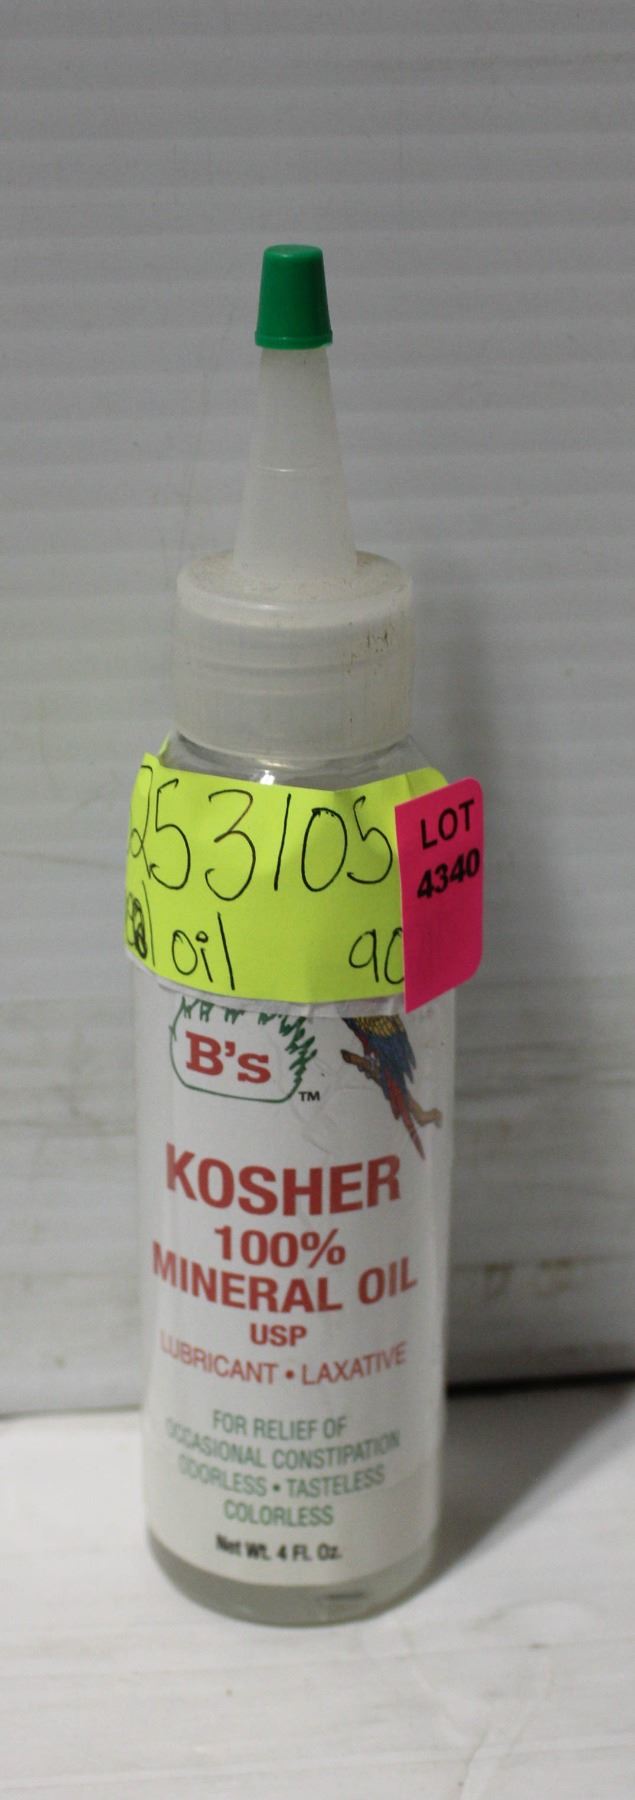 253105
oil 90
LOT
4340
B's™
KOSHER
100%
MINERAL OIL
USP
LUBRICANT • LAXATIVE
FOR RELIEF OF
OCCASIONAL CONSTIPATION
ODORLESS • TASTELESS
COLORLESS
Net Wt. 4 Fl. Oz.